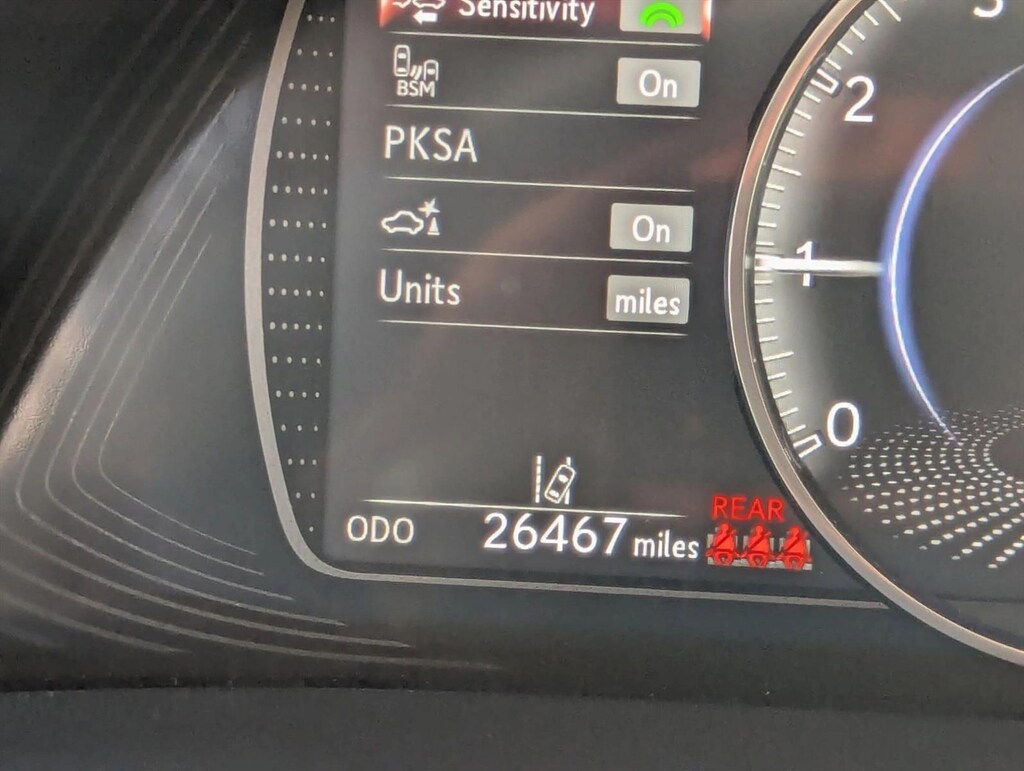 Sensitivity
BSM On
PKSA
On
Units miles
ODO 26467 miles
REAR
2
1
0